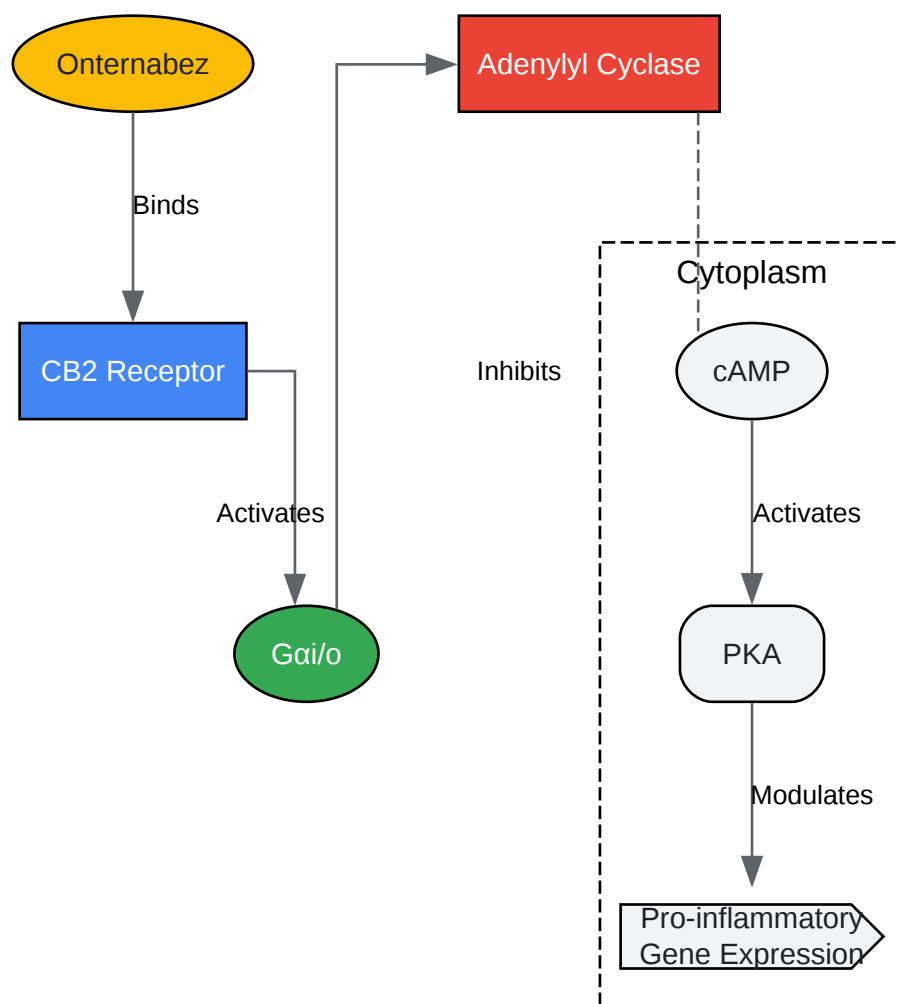 Onternabez
Adenylyl Cyclase
Binds
Cytoplasm
CB2 Receptor
Inhibits
cAMP
Activates
Activates
Gαi/o
PKA
Modulates
Pro-inflammatory
Gene Expression